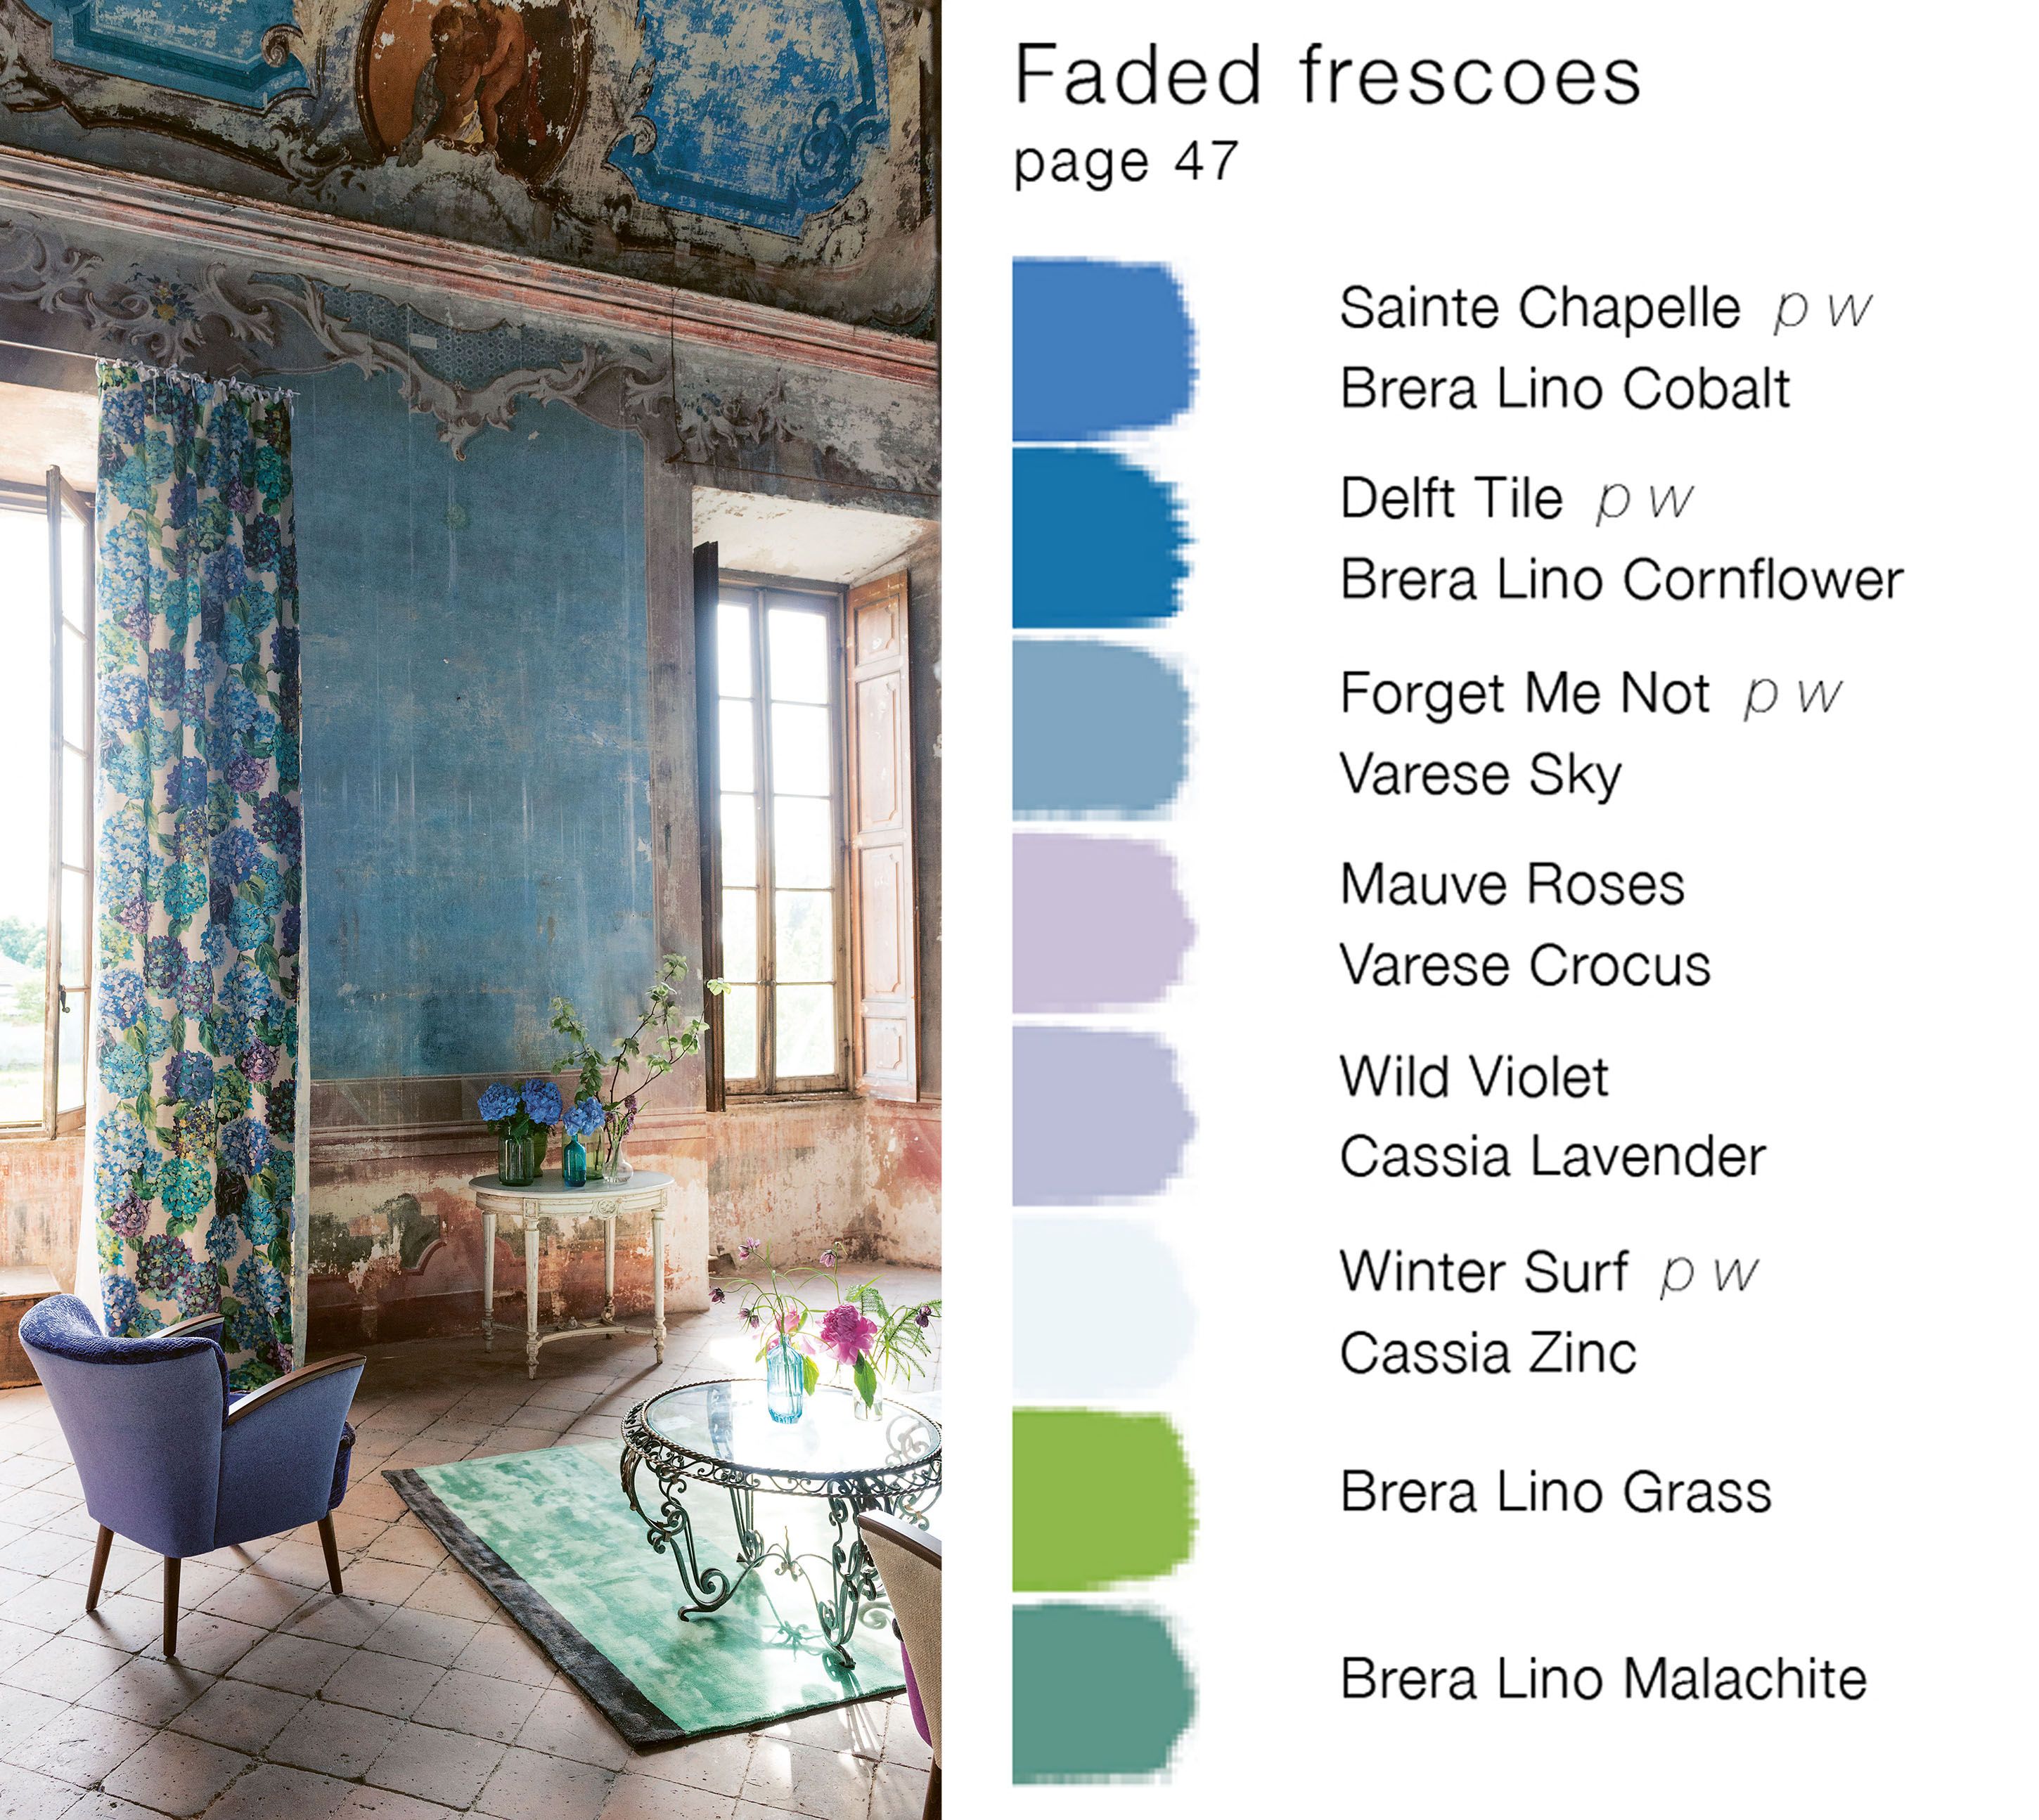 Faded frescoes
page 47
Sainte Chapelle p w
Brera Lino Cobalt
Delft Tile p w
Brera Lino Cornflower
Forget Me Not p w
Varese Sky
Mauve Roses
Varese Crocus
Wild Violet
Cassia Lavender
Winter Surf p w
Cassia Zinc
Brera Lino Grass
Brera Lino Malachite